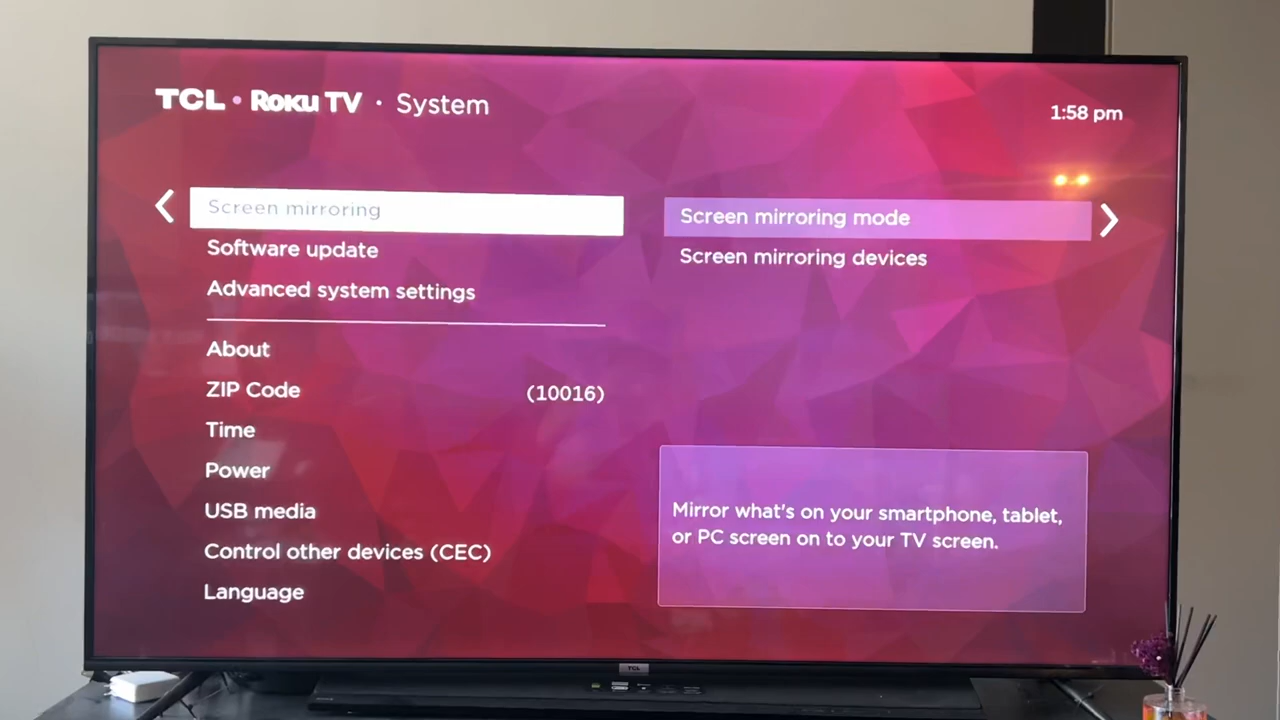 TCL • Roku TV • System
1:58 pm
Screen mirroring
Software update
Advanced system settings
About
ZIP Code (10016)
Time
Power
USB media
Control other devices (CEC)
Language
Screen mirroring mode
Screen mirroring devices
Mirror what's on your smartphone, tablet,
or PC screen on to your TV screen.
TCL